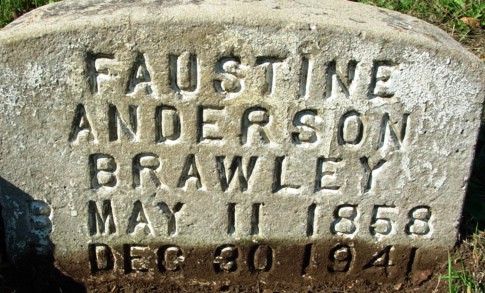 FAUSTINE
ANDERSON
BRAWLEY
MAY 11 1858
DEC 30 1941